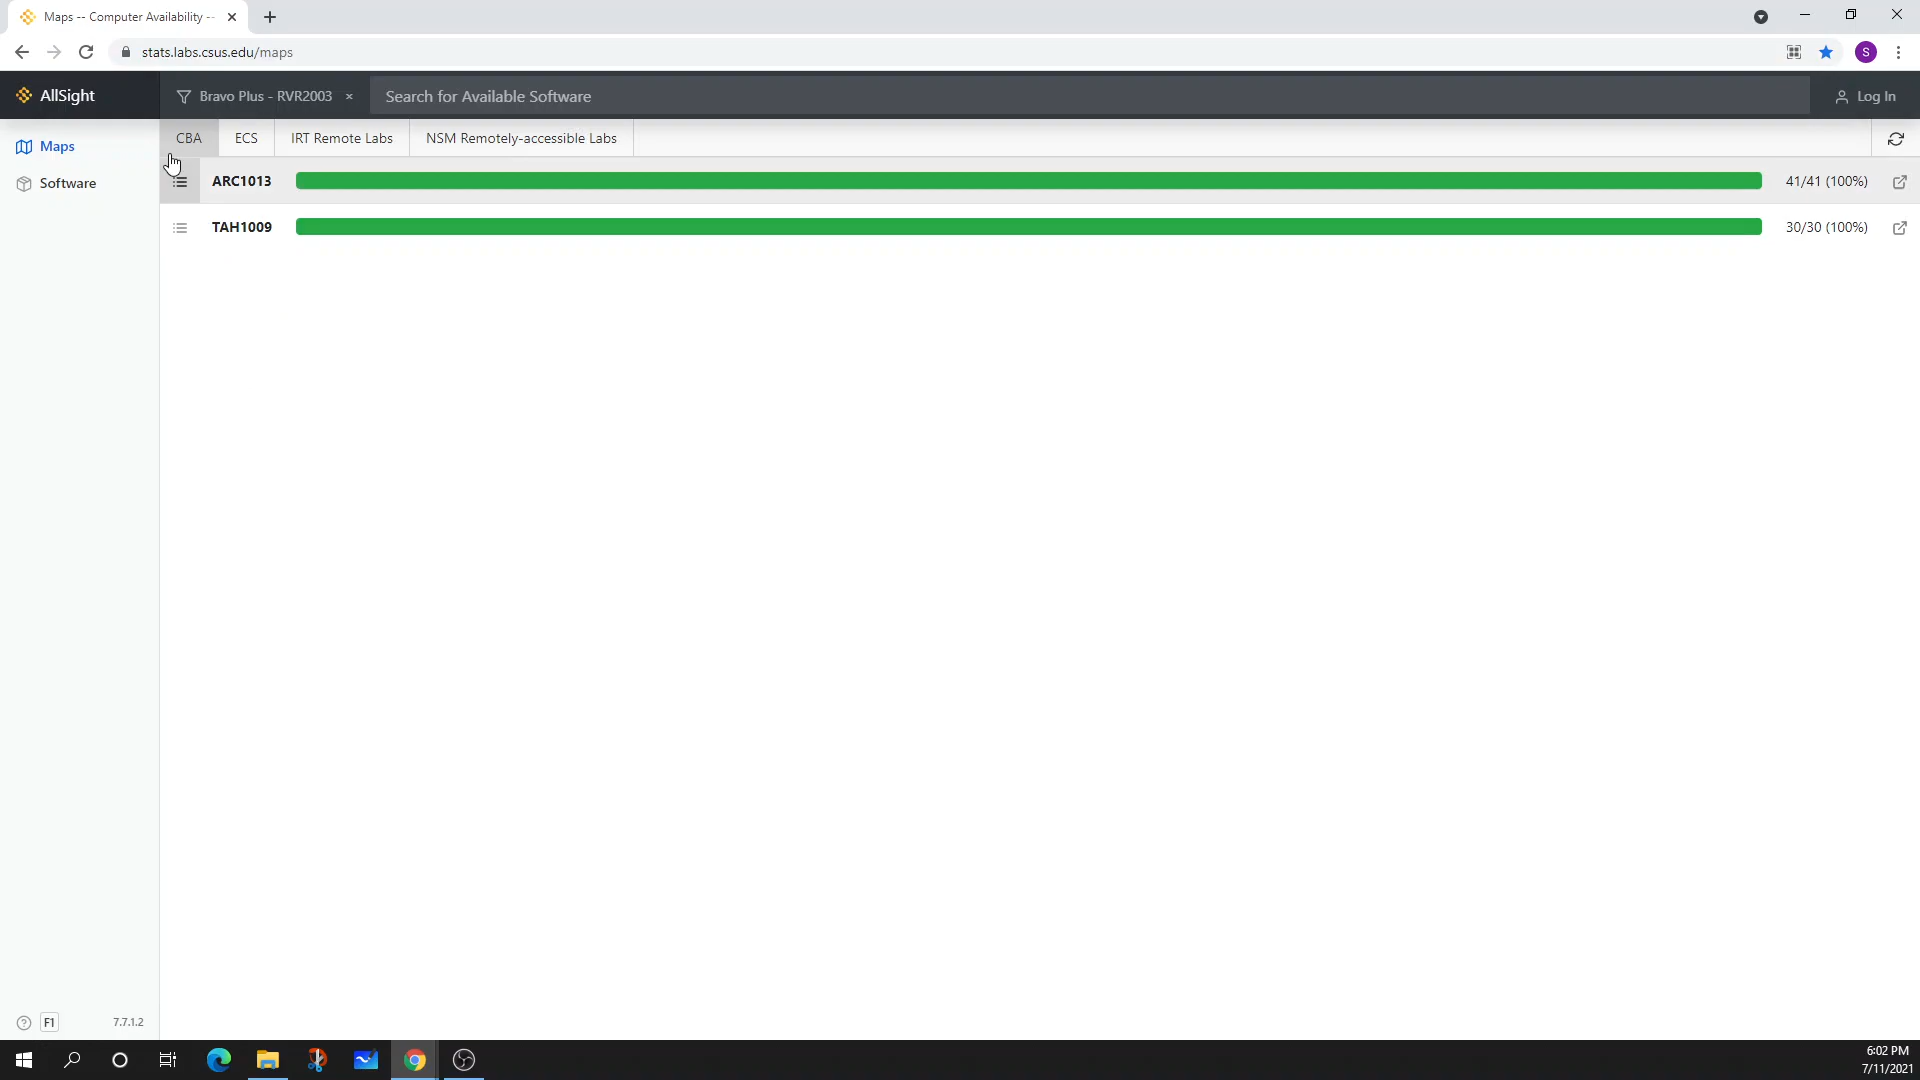 Maps -- Computer Availability --
stats.labs.csus.edu/maps
S
AllSight
Bravo Plus - RVR2003 ×
Search for Available Software
Log In
Maps
Software
CBA
ECS
IRT Remote Labs
NSM Remotely-accessible Labs
ARC1013
41/41 (100%)
TAH1009
30/30 (100%)
F1
7.7.1.2
6:02 PM
7/11/2021